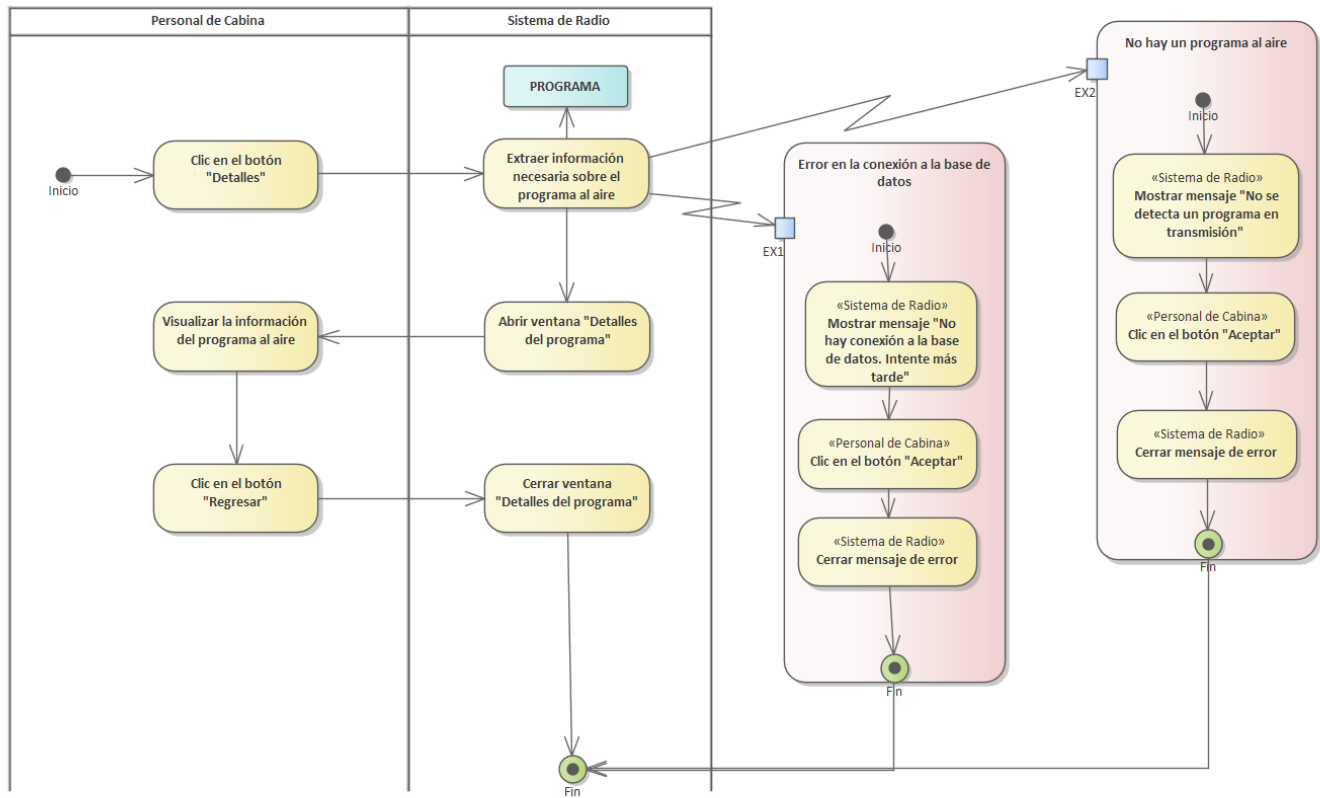 Personal de Cabina
Sistema de Radio
PROGRAMA
Inicio
Clic en el botón
"Detalles"
Extraer información
necesaria sobre el
programa al aire
Visualizar la información
del programa al aire
Abrir ventana "Detalles
del programa"
Clic en el botón
"Regresar"
Cerrar ventana
"Detalles del programa"
Fin
EX1
Error en la conexión a la base de
datos
Inicio
«Sistema de Radio»
Mostrar mensaje "No
hay conexión a la base
de datos. Intente más
tarde"
«Personal de Cabina»
Clic en el botón "Aceptar"
«Sistema de Radio»
Cerrar mensaje de error
Fin
EX2
No hay un programa al aire
Inicio
«Sistema de Radio»
Mostrar mensaje "No se
detecta un programa en
transmisión"
«Personal de Cabina»
Clic en el botón "Aceptar"
«Sistema de Radio»
Cerrar mensaje de error
Fin